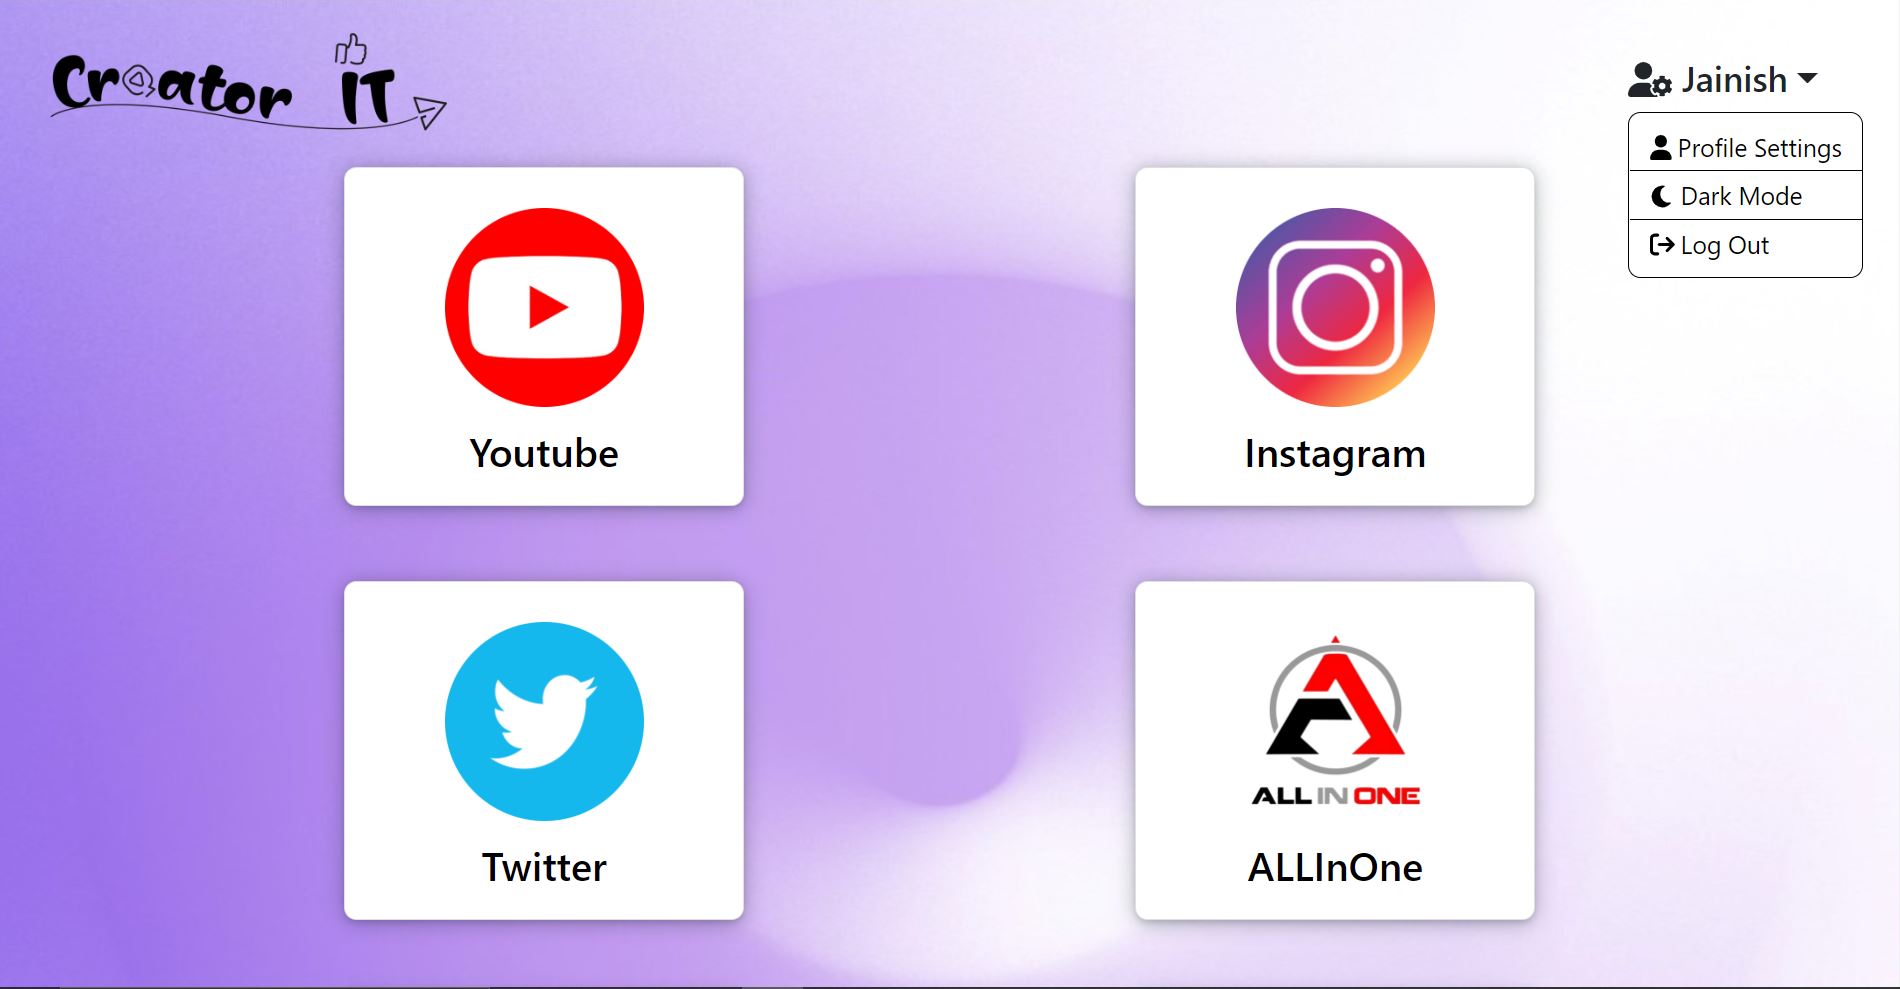 Creator IT
Jainish
Profile Settings
Dark Mode
Log Out
Youtube
Instagram
Twitter
ALL IN ONE
ALLInOne